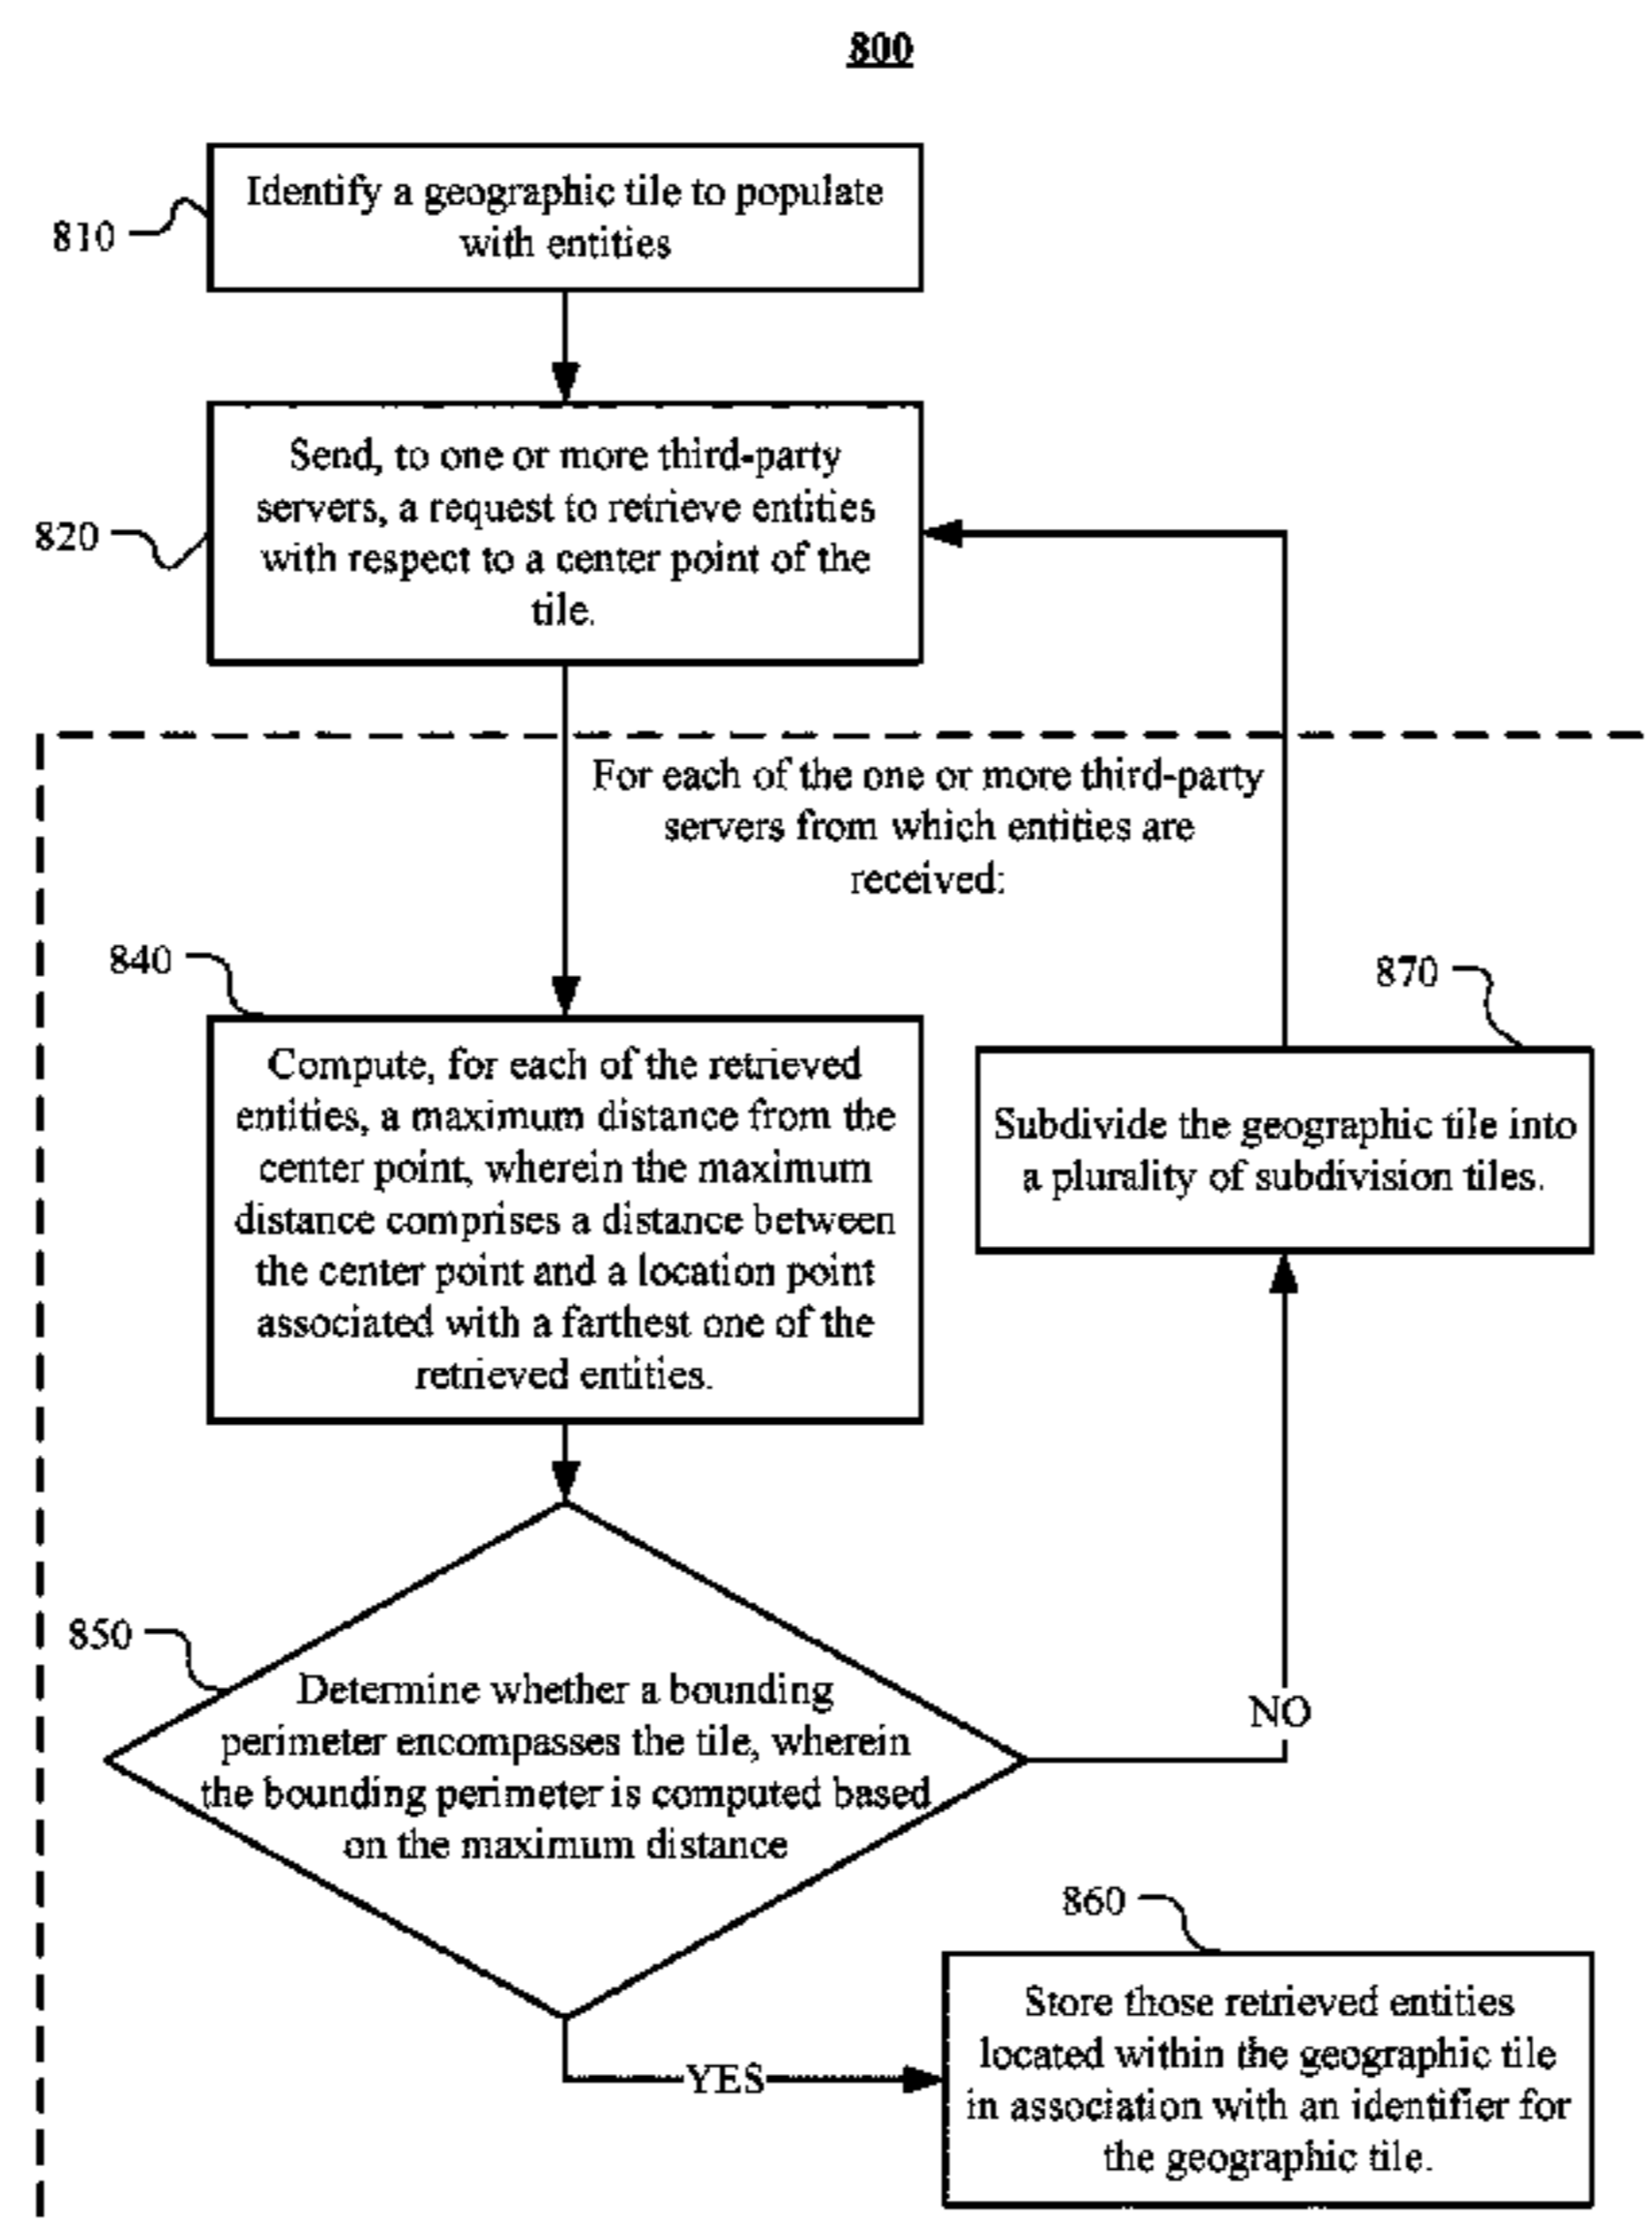 800
810
Identify a geographic tile to populate
with entities
820
Send, to one or more third-party
servers, a request to retrieve entities
with respect to a center point of the
tile.
For each of the one or more third-party
servers from which entities are
received:
840
Compute, for each of the retrieved
entities, a maximum distance from the
center point, wherein the maximum
distance comprises a distance between
the center point and a location point
associated with a farthest one of the
retrieved entities.
870
Subdivide the geographic tile into
a plurality of subdivision tiles.
850
Determine whether a bounding
perimeter encompasses the tile, wherein
the bounding perimeter is computed based
on the maximum distance
NO
YES
860
Store those retrieved entities
located within the geographic tile
in association with an identifier for
the geographic tile.